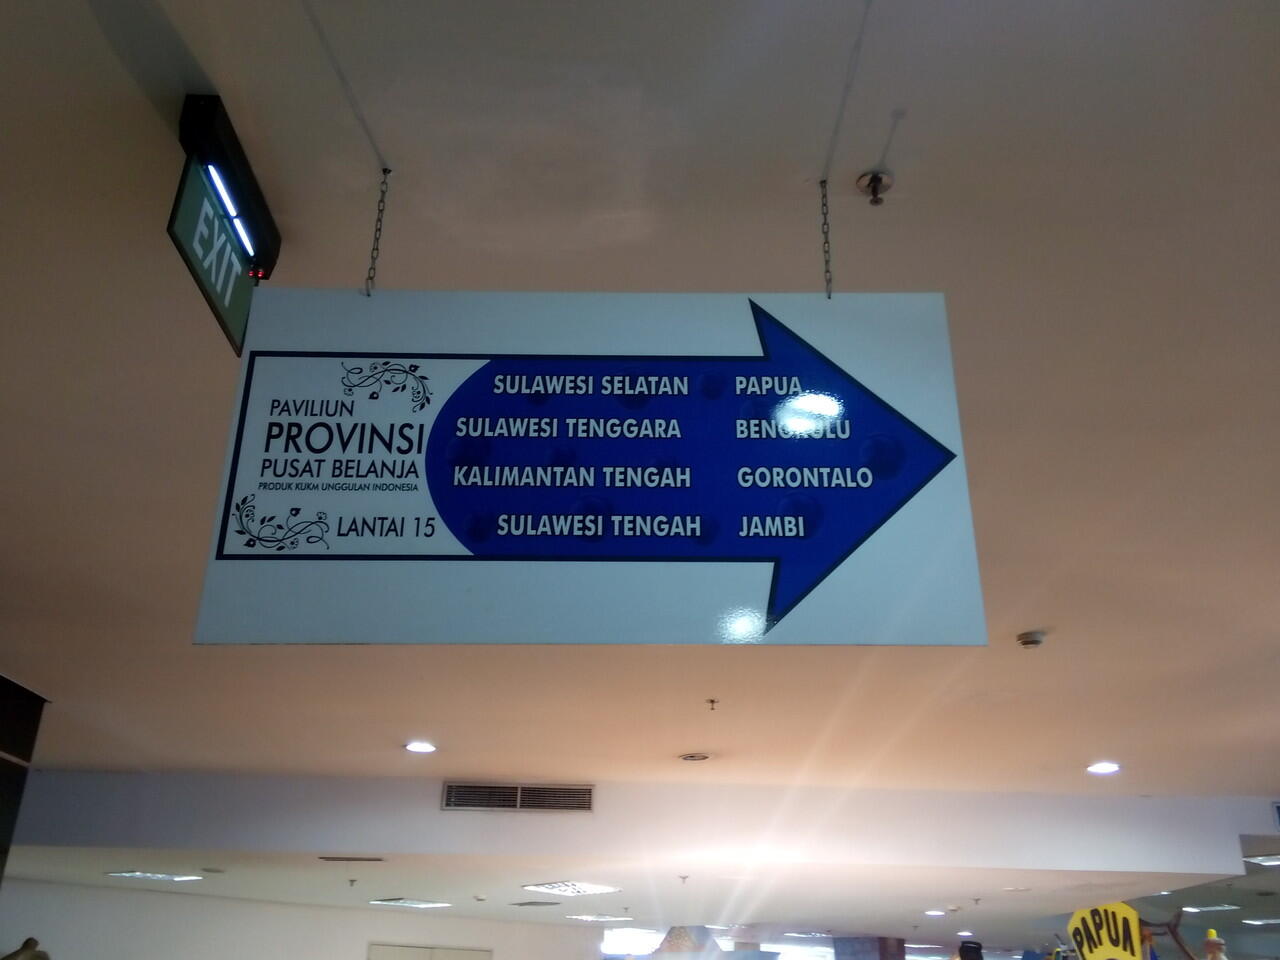 EXIT
PAVILIUN
PROVINSI
PUSAT BELANJA
PRODUK KUKM UNGGULAN INDONESIA
LANTAI 15
SULAWESI SELATAN PAPUA
SULAWESI TENGGARA BENGKULU
KALIMANTAN TENGAH GORONTALO
SULAWESI TENGAH JAMBI
PAPUA